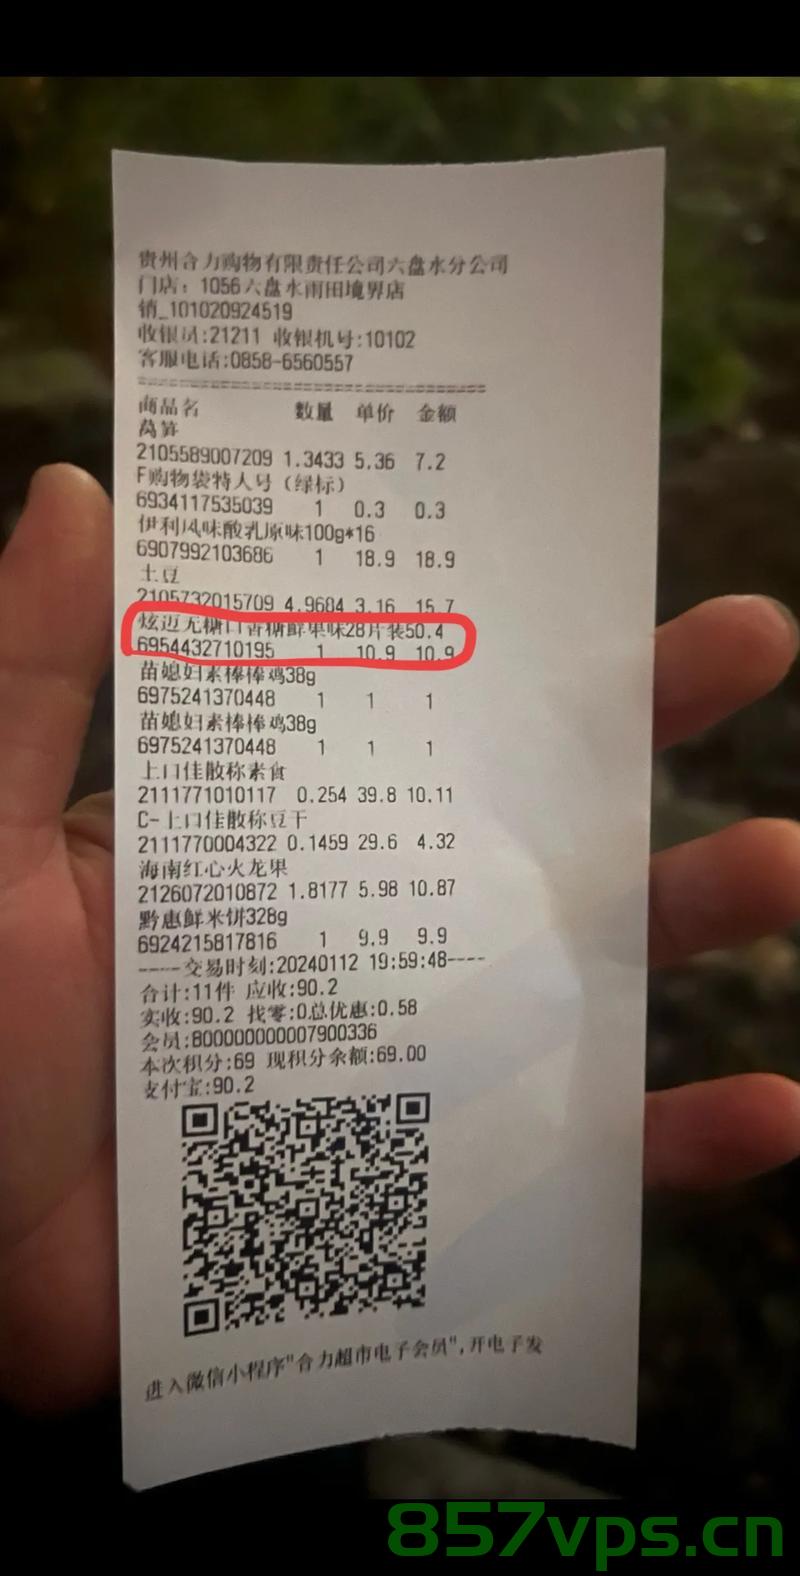 贵州合力购物有限责任公司六盘水分公司
门店：1056六盘水雨田境界店
销_101020924519
收银员:21211 收银机号:10102
客服电话:0858-6560557
==================================
商品名 数量 单价 金额
莴笋
2105589007209 1.3433 5.36 7.2
F购物袋特大号（绿标）
6934117535039 1 0.3 0.3
伊利风味酸乳原味100g*16
6907992103686 1 18.9 18.9
土豆
2105732015709 4.9684 3.16 15.7
炫迈无糖口香糖鲜果味28片装50.4
6954432710195 1 10.9 10.9
苗媳妇素棒棒鸡38g
6975241370448 1 1 1
苗媳妇素棒棒鸡38g
6975241370448 1 1 1
上口佳散称素食
2111771010117 0.254 39.8 10.11
C-上口佳散称豆干
2111770004322 0.1459 29.6 4.32
海南红心火龙果
2126072010872 1.8177 5.98 10.87
黔惠鲜米饼328g
6924215817816 1 9.9 9.9
----交易时刻:20240112 19:59:48----
合计:11件 应收:90.2
实收:90.2 找零:0总优惠:0.58
会员:800000000007900336
本次积分:69 现积分余额:69.00
支付宝:90.2
进入微信小程序"合力超市电子会员",开电子发
857vps.cn